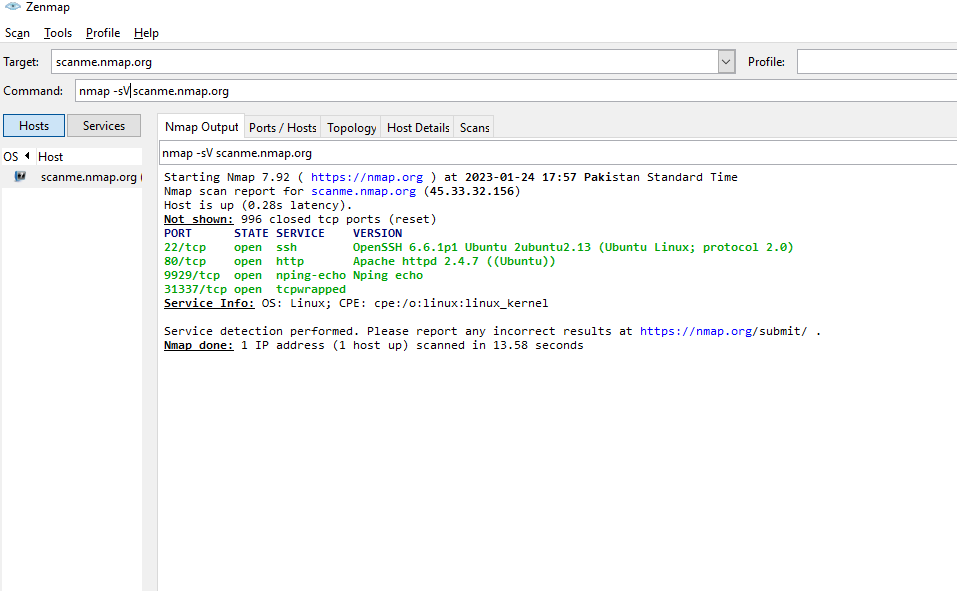 Zenmap
Scan Tools Profile Help
Target: scanme.nmap.org Profile:
Command: nmap -sV scanme.nmap.org
Hosts Services
Nmap Output Ports / Hosts Topology Host Details Scans
nmap -sV scanme.nmap.org
OS Host
scanme.nmap.org (
Starting Nmap 7.92 ( https://nmap.org ) at 2023-01-24 17:57 Pakistan Standard Time
Nmap scan report for scanme.nmap.org (45.33.32.156)
Host is up (0.28s latency).
Not shown: 996 closed tcp ports (reset)
PORT STATE SERVICE VERSION
22/tcp open ssh OpenSSH 6.6.1p1 Ubuntu 2ubuntu2.13 (Ubuntu Linux; protocol 2.0)
80/tcp open http Apache httpd 2.4.7 ((Ubuntu))
9929/tcp open nping-echo Nping echo
31337/tcp open tcpwrapped
Service Info: OS: Linux; CPE: cpe:/o:linux:linux_kernel
Service detection performed. Please report any incorrect results at https://nmap.org/submit/ .
Nmap done: 1 IP address (1 host up) scanned in 13.58 seconds